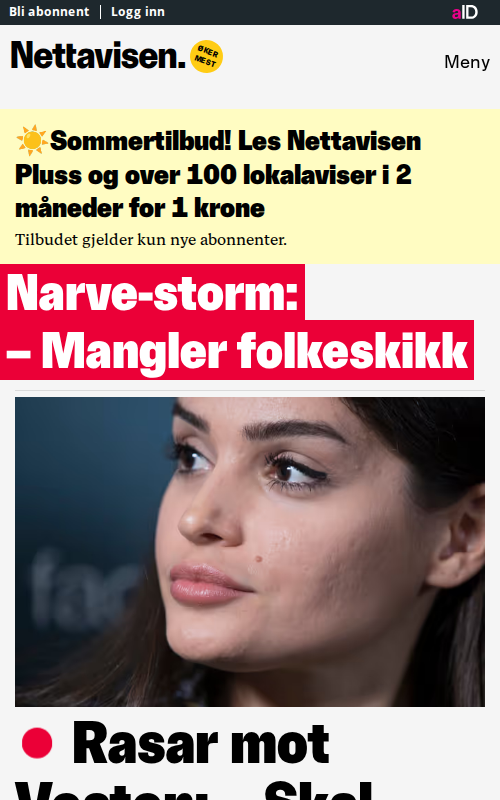 Bli abonnent | Logg inn
aID
Nettavisen.
ØKER
MEST
Meny
☀️Sommertilbud! Les Nettavisen
Pluss og over 100 lokalaviser i 2
måneder for 1 krone
Tilbudet gjelder kun nye abonnenter.
Narve-storm:
– Mangler folkeskikk
fac
Rasar mot